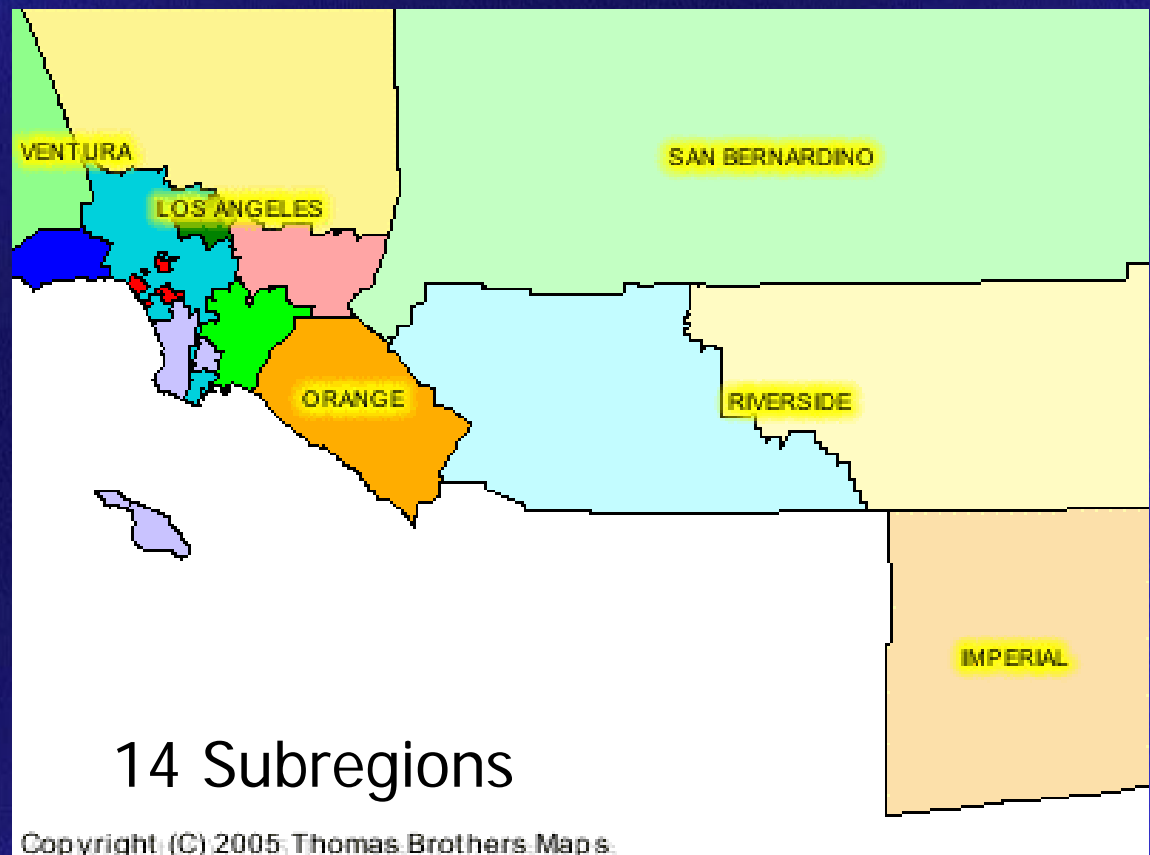 VENTURA
SAN BERNARDINO
LOS ANGELES
ORANGE
RIVERSIDE
IMPERIAL
14 Subregions
Copyright (C) 2005 Thomas Brothers Maps